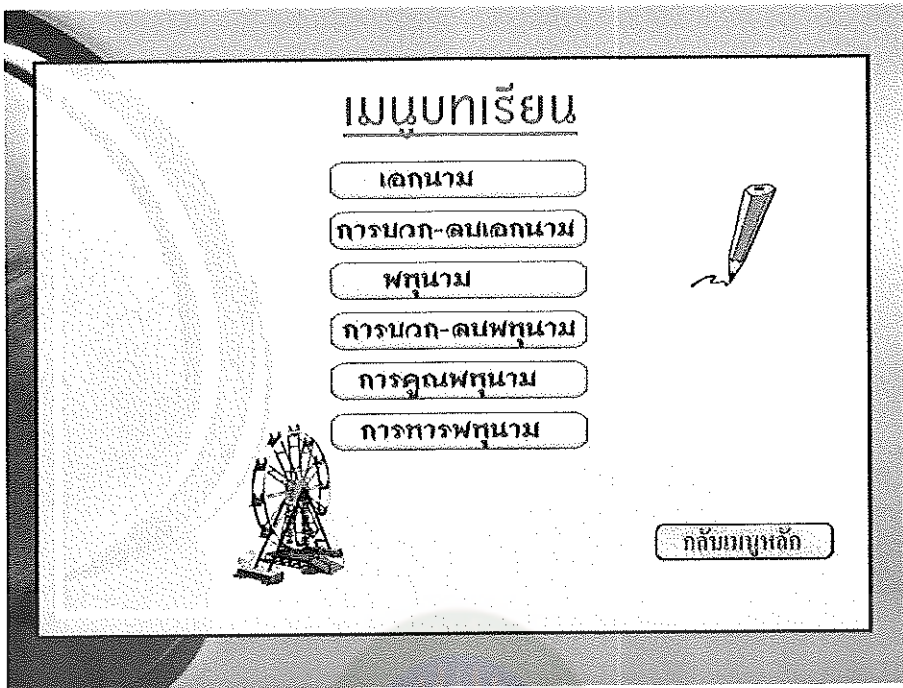 เมนูบทเรียน
เอกนาม
การบวก-ลบเอกนาม
พหุนาม
การบวก-ลบพหุนาม
การคูณพหุนาม
การหารพหุนาม
กลับเมนูหลัก